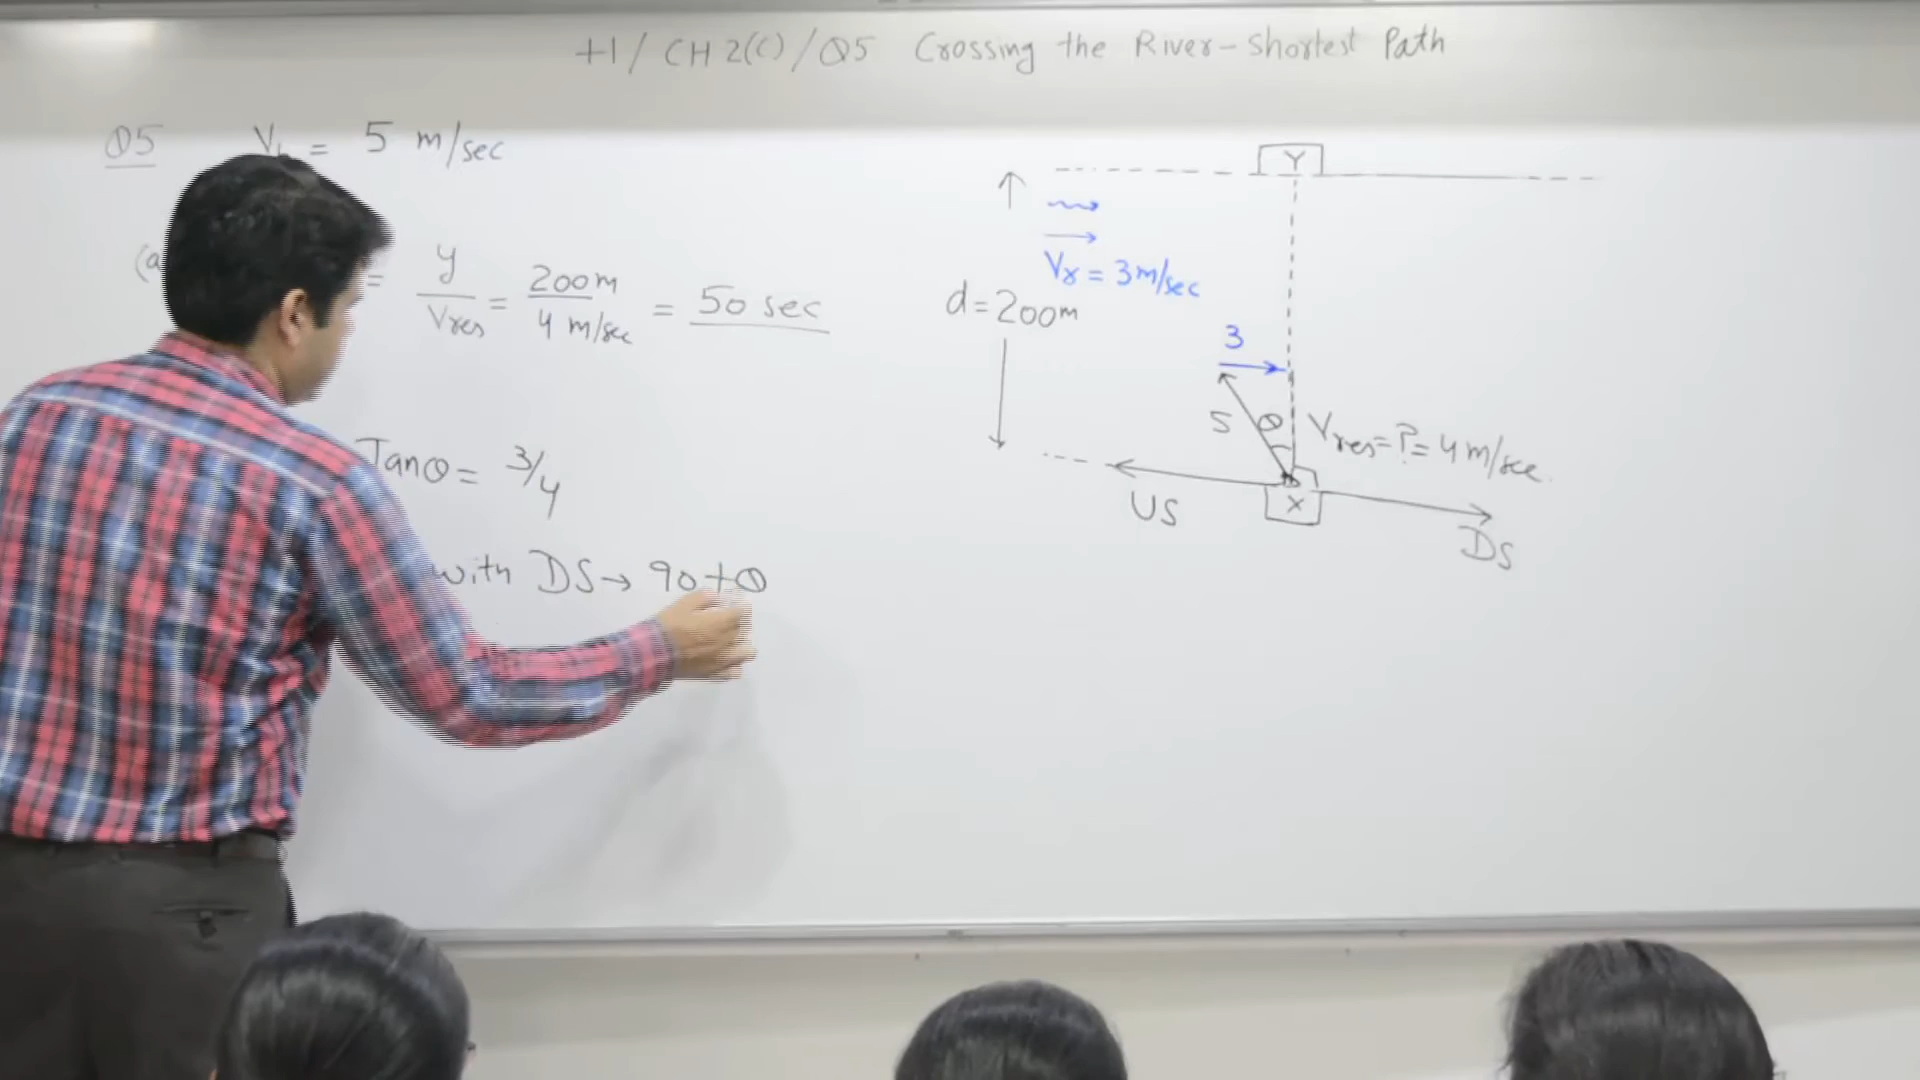 +1/ CH 2(C) / Q5 Crossing the River - Shortest Path
Q5
= 5 m/sec
(a
= y / Vres = 200m / 4 m/sec = 50 sec
Tanθ = 3/4
with DS → 90+θ
Y
Vr = 3m/sec
d = 200m
3
5
θ
Vres = ? = 4 m/sec
X
US
DS